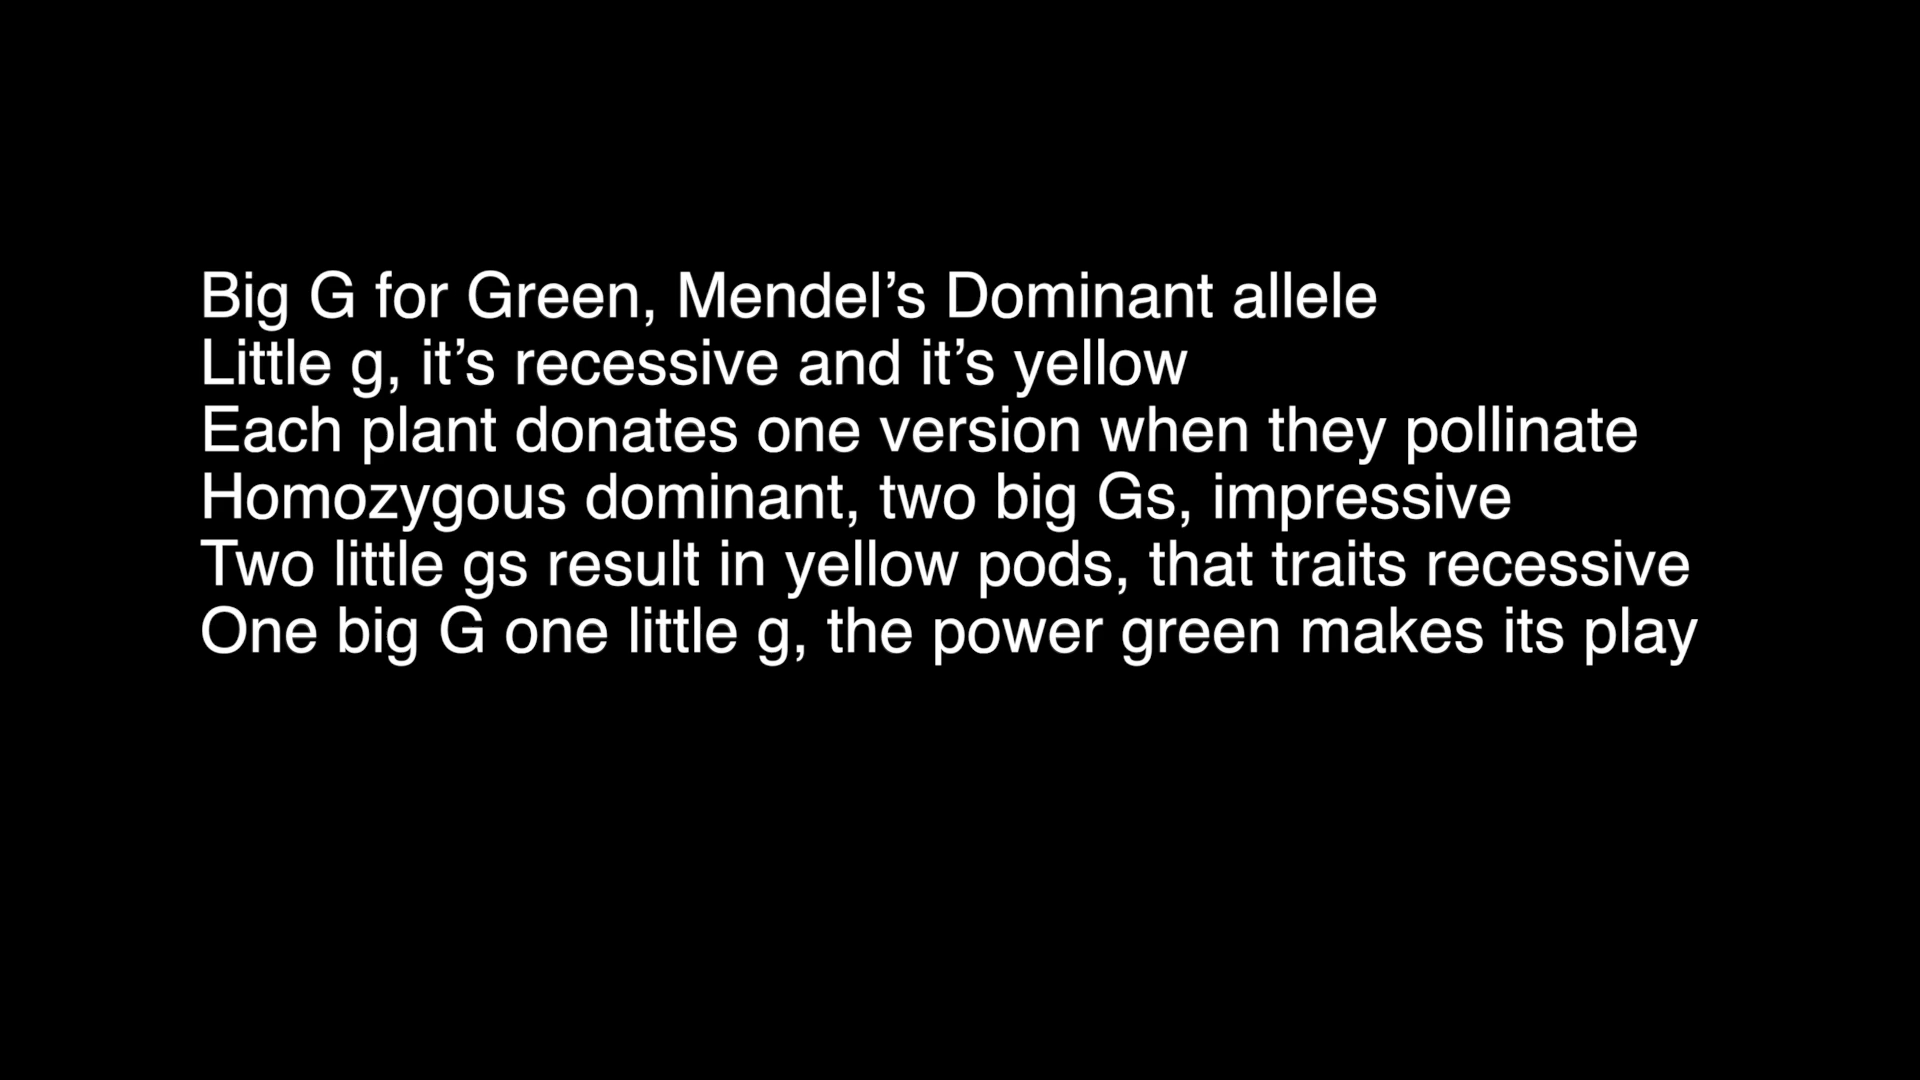 Big G for Green, Mendel’s Dominant allele
Little g, it’s recessive and it’s yellow
Each plant donates one version when they pollinate
Homozygous dominant, two big Gs, impressive
Two little gs result in yellow pods, that traits recessive
One big G one little g, the power green makes its play